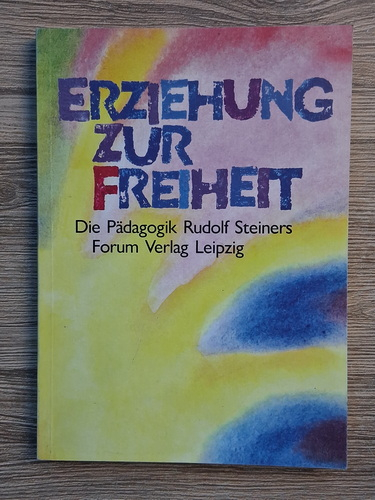 ERZIEHUNG
ZUR
FREIHEIT
Die Pädagogik Rudolf Steiners
Forum Verlag Leipzig